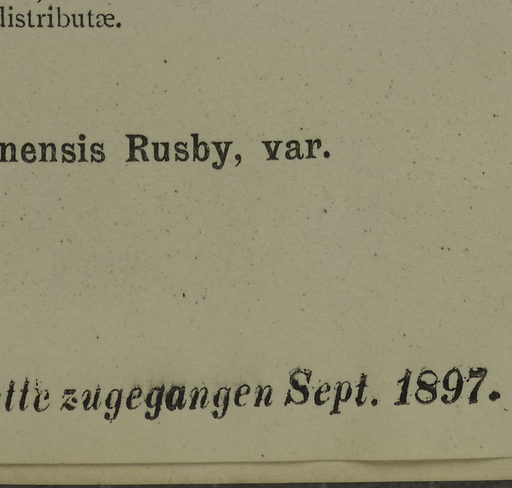 distributæ.
nensis Rusby, var.
tte zugegangen Sept. 1897.